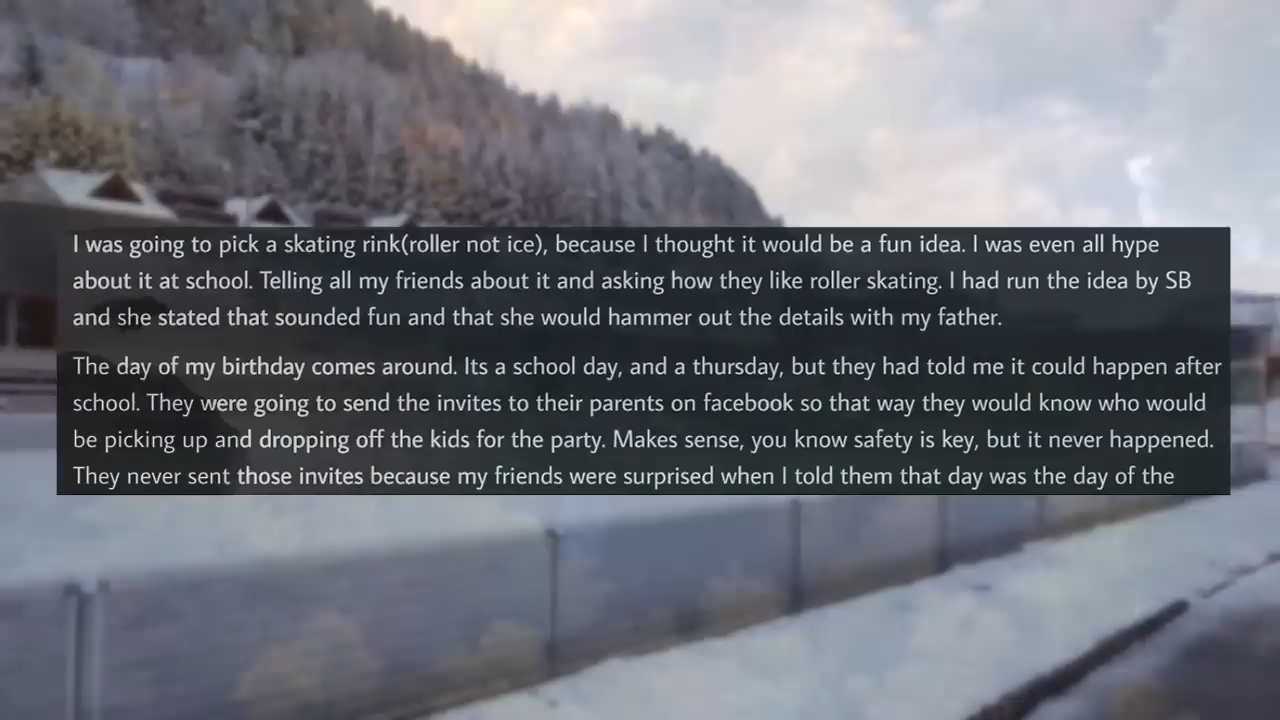 I was going to pick a skating rink(roller not ice), because I thought it would be a fun idea. I was even all hype
about it at school. Telling all my friends about it and asking how they like roller skating. I had run the idea by SB
and she stated that sounded fun and that she would hammer out the details with my father.
The day of my birthday comes around. Its a school day, and a thursday, but they had told me it could happen after
school. They were going to send the invites to their parents on facebook so that way they would know who would
be picking up and dropping off the kids for the party. Makes sense, you know safety is key, but it never happened.
They never sent those invites because my friends were surprised when I told them that day was the day of the